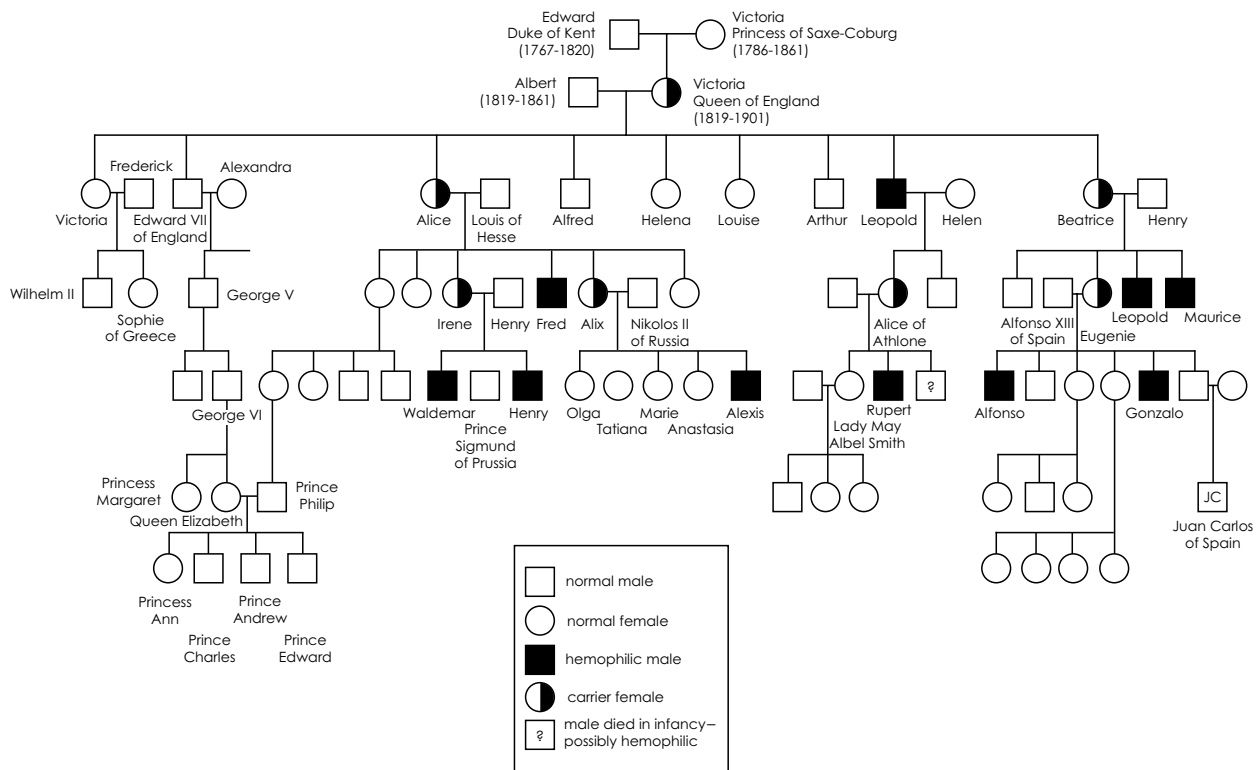 Edward
Duke of Kent
(1767-1820)
Victoria
Princess of Saxe-Coburg
(1786-1861)
Albert
(1819-1861)
Victoria
Queen of England
(1819-1901)
Frederick
Alexandra
Victoria
Edward VII
of England
Alice
Louis of
Hesse
Alfred
Helena
Louise
Arthur
Leopold
Helen
Beatrice
Henry
Wilhelm II
Sophie
of Greece
George V
Irene
Henry
Fred
Alix
Nikolos II
of Russia
Alice of
Athlone
Alfonso XIII
of Spain
Eugenie
Leopold
Maurice
George VI
Waldemar
Prince
Sigmund
of Prussia
Henry
Olga
Tatiana
Marie
Anastasia
Alexis
Lady May
Albel Smith
Rupert
?
Alfonso
Gonzalo
Princess
Margaret
Queen Elizabeth
Prince
Philip
JC
Juan Carlos
of Spain
Princess
Ann
Prince
Charles
Prince
Andrew
Prince
Edward
normal male
normal female
hemophilic male
carrier female
?
male died in infancy–
possibly hemophilic